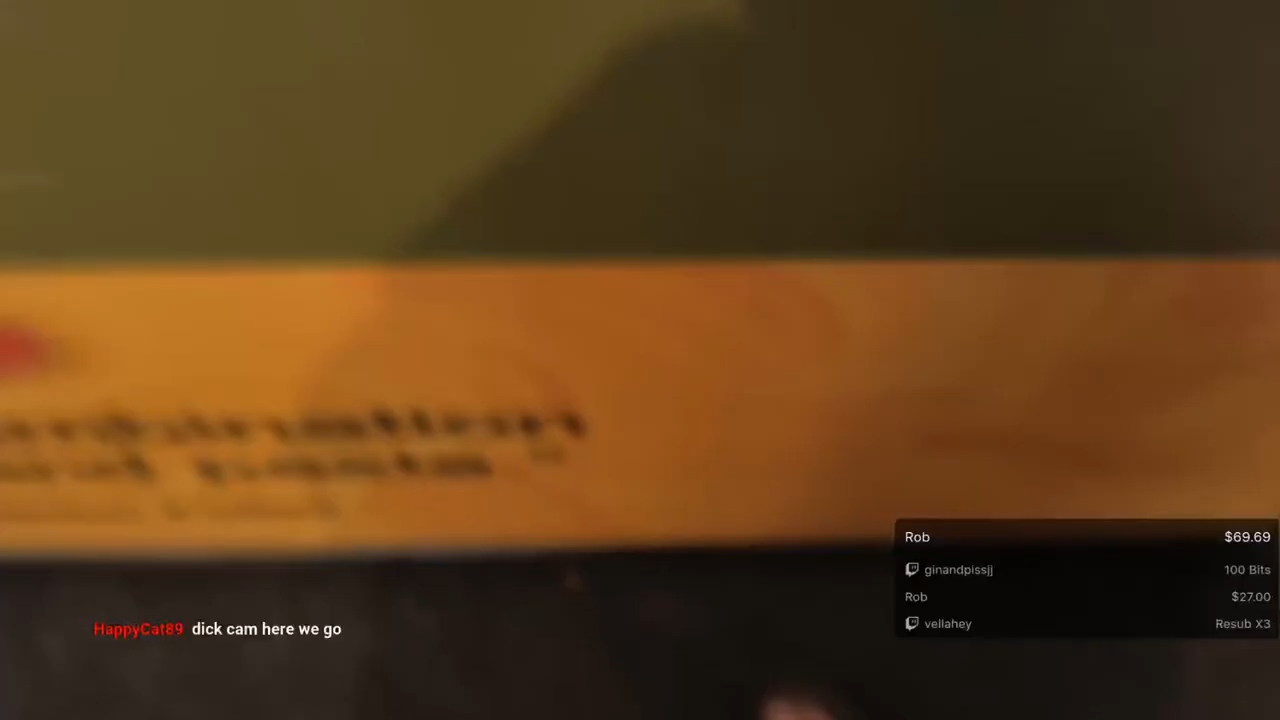 Rob $69.69
ginandpissjj 100 Bits
Rob $27.00
vellahey Resub X3
HappyCat89 dick cam here we go